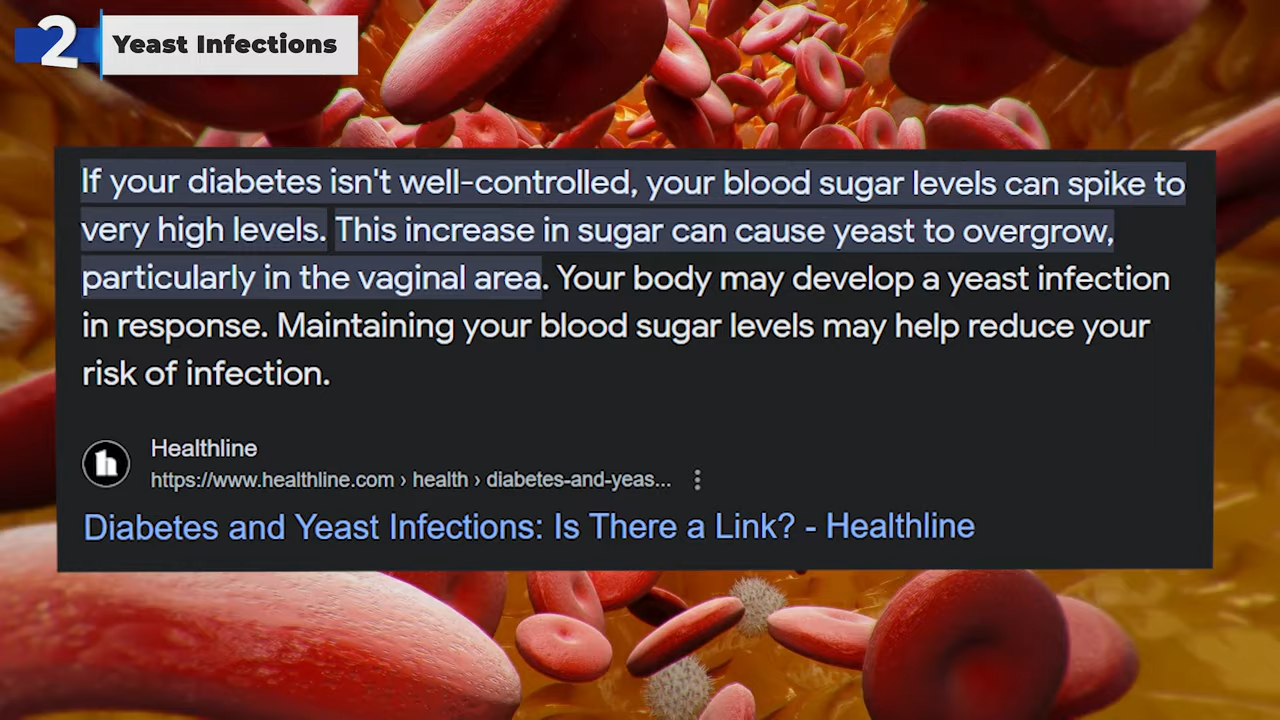 2
Yeast Infections
If your diabetes isn't well-controlled, your blood sugar levels can spike to
very high levels. This increase in sugar can cause yeast to overgrow,
particularly in the vaginal area. Your body may develop a yeast infection
in response. Maintaining your blood sugar levels may help reduce your
risk of infection.
h
Healthline
https://www.healthline.com › health › diabetes-and-yeas...
Diabetes and Yeast Infections: Is There a Link? - Healthline